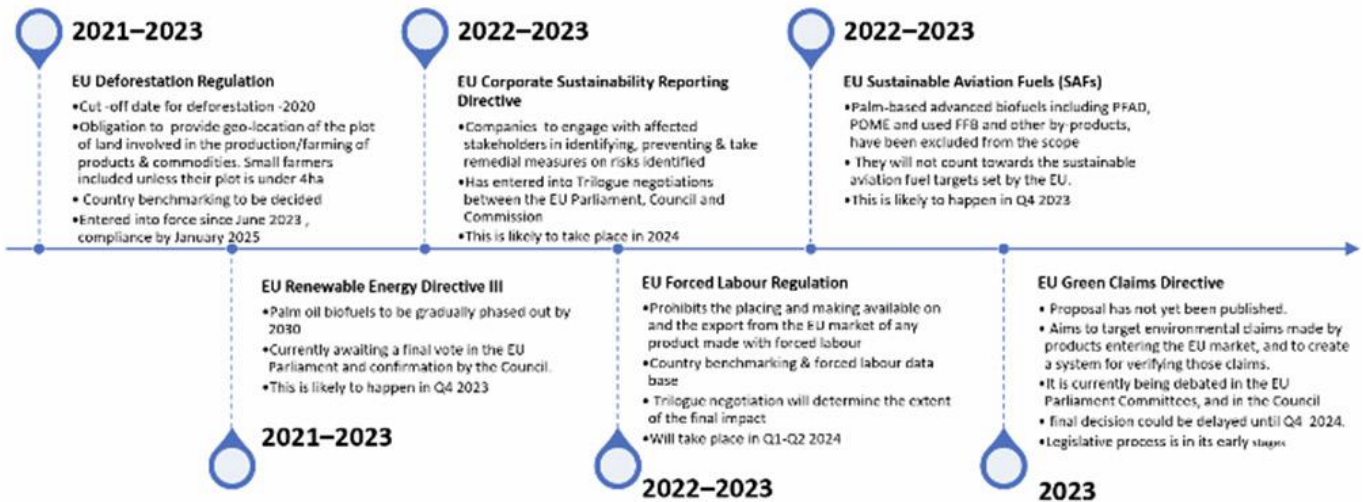 2021–2023
EU Deforestation Regulation
•Cut -off date for deforestation -2020
•Obligation to provide geo-location of the plot
of land involved in the production/farming of
products & commodities. Small farmers
included unless their plot is under 4ha
• Country benchmarking to be decided
•Entered into force since June 2023 ,
compliance by January 2025
2022–2023
EU Corporate Sustainability Reporting
Directive
•Companies to engage with affected
stakeholders in identifying, preventing & take
remedial measures on risks identified
•Has entered into Trilogue negotiations
between the EU Parliament, Council and
Commission
•This is likely to take place in 2024
2022–2023
EU Sustainable Aviation Fuels (SAFs)
•Palm-based advanced biofuels including PFAD,
POME and used FFB and other by-products,
have been excluded from the scope
• They will not count towards the sustainable
aviation fuel targets set by the EU.
•This is likely to happen in Q4 2023
EU Renewable Energy Directive III
•Palm oil biofuels to be gradually phased out by
2030
•Currently awaiting a final vote in the EU
Parliament and confirmation by the Council.
•This is likely to happen in Q4 2023
2021–2023
EU Forced Labour Regulation
•Prohibits the placing and making available on
and the export from the EU market of any
product made with forced labour
•Country benchmarking & forced labour data
base
• Trilogue negotiation will determine the extent
of the final impact
•Will take place in Q1-Q2 2024
2022–2023
EU Green Claims Directive
• Proposal has not yet been published.
• Aims to target environmental claims made by
products entering the EU market, and to create
a system for verifying those claims.
•It is currently being debated in the EU
Parliament Committees, and in the Council
• final decision could be delayed until Q4 2024.
•Legislative process is in its early stages
2023